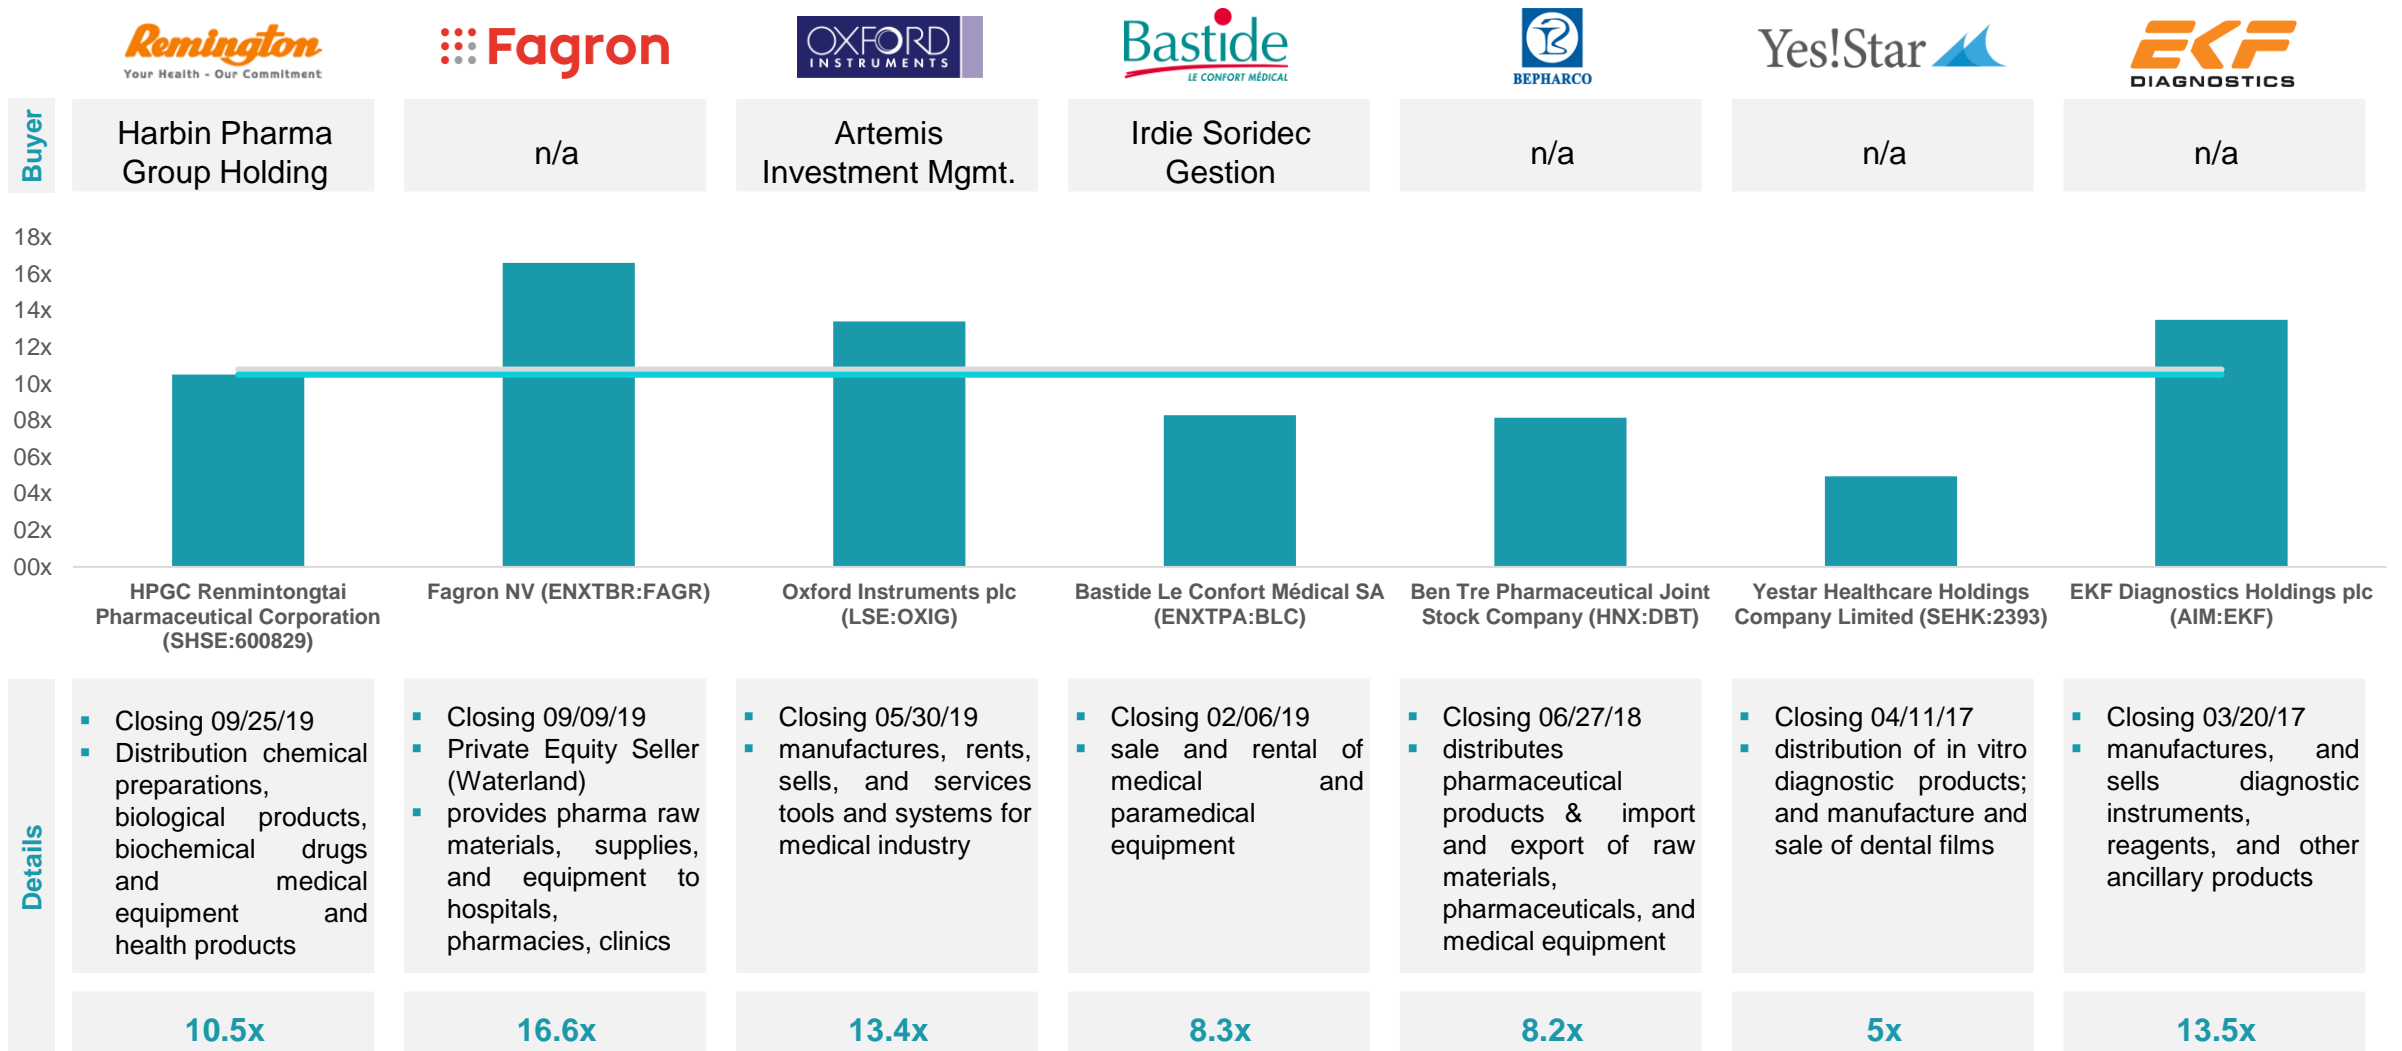 Remington
Your Health - Our Commitment
Fagron
OXFORD
INSTRUMENTS
Bastide
LE CONFORT MÉDICAL
BEPHARCO
Yes!Star
EKF
DIAGNOSTICS
Buyer
Harbin Pharma
Group Holding
n/a
Artemis
Investment Mgmt.
Irdie Soridec
Gestion
n/a
n/a
n/a
18x
16x
14x
12x
10x
08x
06x
04x
02x
00x
HPGC Renmintongtai
Pharmaceutical Corporation
(SHSE:600829)
Fagron NV (ENXTBR:FAGR)
Oxford Instruments plc
(LSE:OXIG)
Bastide Le Confort Médical SA
(ENXTPA:BLC)
Ben Tre Pharmaceutical Joint
Stock Company (HNX:DBT)
Yestar Healthcare Holdings
Company Limited (SEHK:2393)
EKF Diagnostics Holdings plc
(AIM:EKF)
Details
▪ Closing 09/25/19
▪ Distribution chemical
preparations,
biological products,
biochemical drugs
and medical
equipment and
health products
▪ Closing 09/09/19
▪ Private Equity Seller
(Waterland)
▪ provides pharma raw
materials, supplies,
and equipment to
hospitals,
pharmacies, clinics
▪ Closing 05/30/19
▪ manufactures, rents,
sells, and services
tools and systems for
medical industry
▪ Closing 02/06/19
▪ sale and rental of
medical and
paramedical
equipment
▪ Closing 06/27/18
▪ distributes
pharmaceutical
products & import
and export of raw
materials,
pharmaceuticals, and
medical equipment
▪ Closing 04/11/17
▪ distribution of in vitro
diagnostic products;
and manufacture and
sale of dental films
▪ Closing 03/20/17
▪ manufactures, and
sells diagnostic
instruments,
reagents, and other
ancillary products
10.5x
16.6x
13.4x
8.3x
8.2x
5x
13.5x